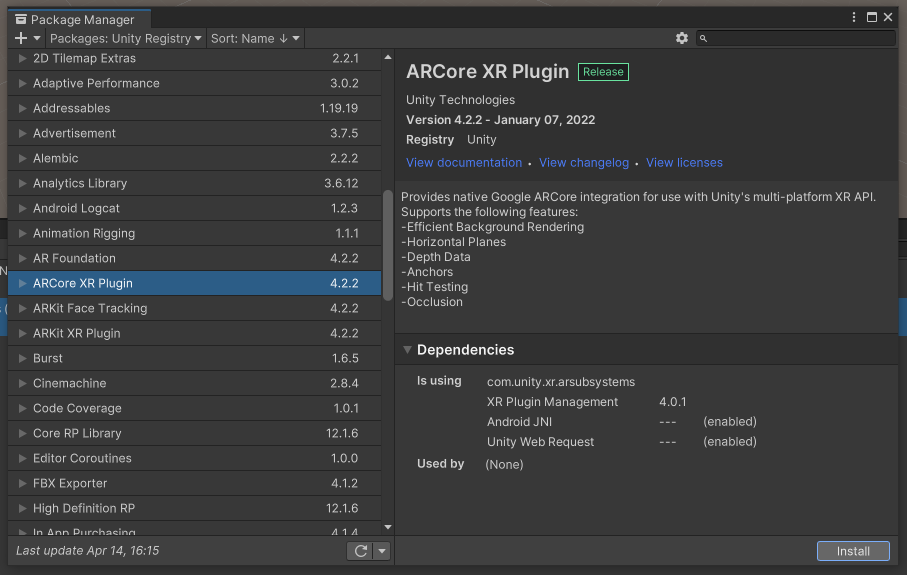 Package Manager
Packages: Unity Registry
Sort: Name ↓
2D Tilemap Extras 2.2.1
Adaptive Performance 3.0.2
Addressables 1.19.19
Advertisement 3.7.5
Alembic 2.2.2
Analytics Library 3.6.12
Android Logcat 1.2.3
Animation Rigging 1.1.1
AR Foundation 4.2.2
ARCore XR Plugin 4.2.2
ARKit Face Tracking 4.2.2
ARKit XR Plugin 4.2.2
Burst 1.6.5
Cinemachine 2.8.4
Code Coverage 1.0.1
Core RP Library 12.1.6
Editor Coroutines 1.0.0
FBX Exporter 4.1.2
High Definition RP 12.1.6
In App Purchasing 4.1.4
Last update Apr 14, 16:15
ARCore XR Plugin Release
Unity Technologies
Version 4.2.2 - January 07, 2022
Registry Unity
View documentation • View changelog • View licenses
Provides native Google ARCore integration for use with Unity's multi-platform XR API.
Supports the following features:
-Efficient Background Rendering
-Horizontal Planes
-Depth Data
-Anchors
-Hit Testing
-Occlusion
Dependencies
Is using com.unity.xr.arsubsystems
XR Plugin Management 4.0.1
Android JNI --- (enabled)
Unity Web Request --- (enabled)
Used by (None)
Install